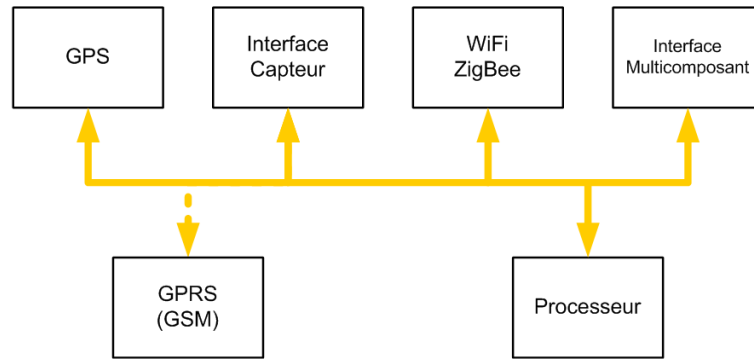 GPS
Interface
Capteur
WiFi
ZigBee
Interface
Multicomposant
GPRS
(GSM)
Processeur